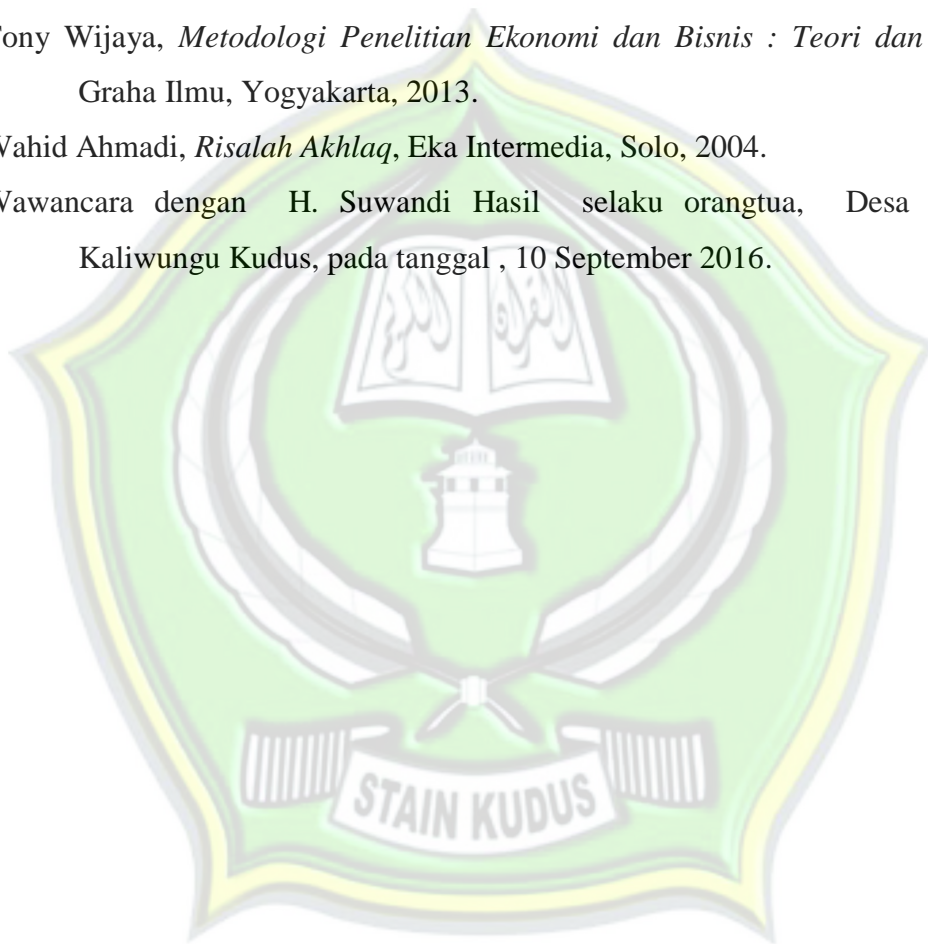 ony Wijaya, Metodologi Penelitian Ekonomi dan Bisnis : Teori dan
Graha Ilmu, Yogyakarta, 2013.
Wahid Ahmadi, Risalah Akhlaq, Eka Intermedia, Solo, 2004.
Wawancara dengan H. Suwandi Hasil selaku orangtua, Desa
Kaliwungu Kudus, pada tanggal , 10 September 2016.
STAIN KUDUS